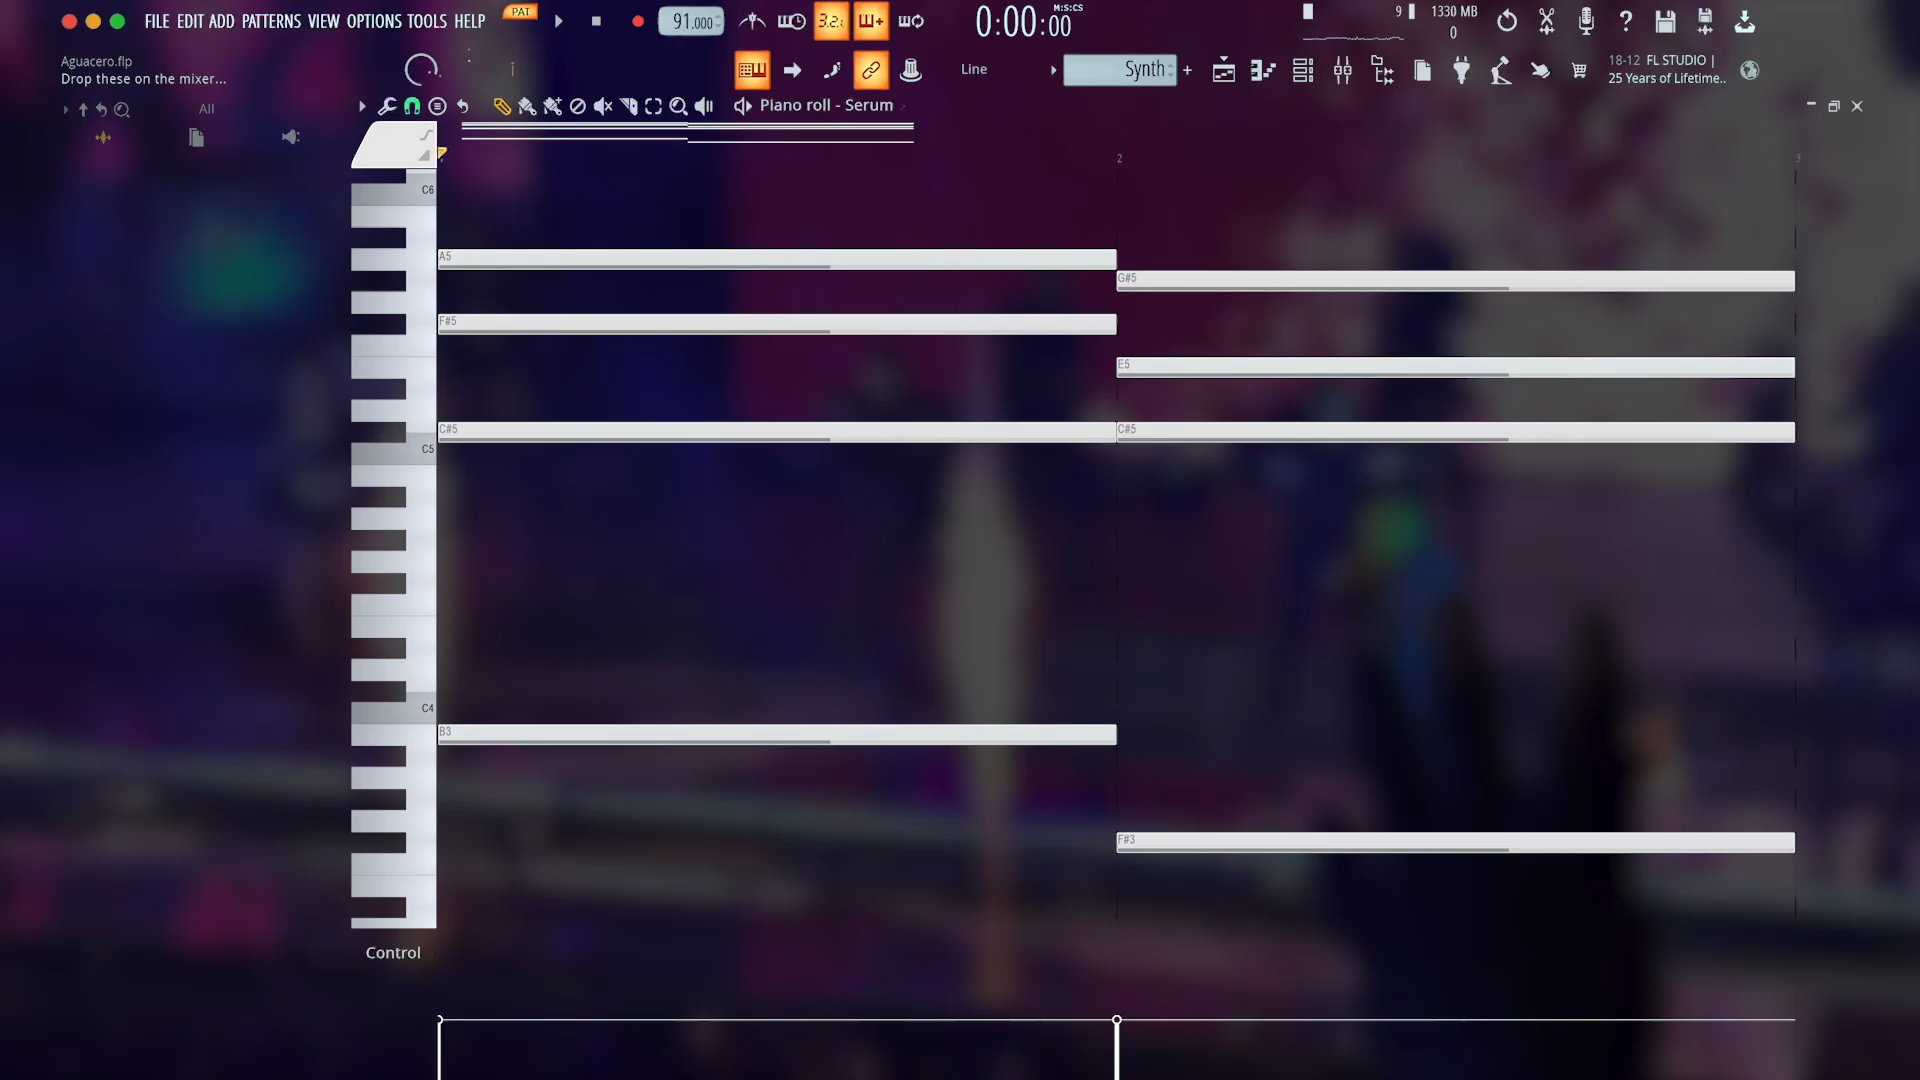 FILE EDIT ADD PATTERNS VIEW OPTIONS TOOLS HELP
PAT
91.000
3.2.
0:00:00
M:S:CS
9
1330 MB
0
Aguacero.flp
Drop these on the mixer...
Line
Synth
18-12 FL STUDIO |
25 Years of Lifetime..
All
Piano roll - Serum
2
3
C6
A5
G#5
F#5
E5
C#5
C#5
C5
C4
B3
F#3
Control